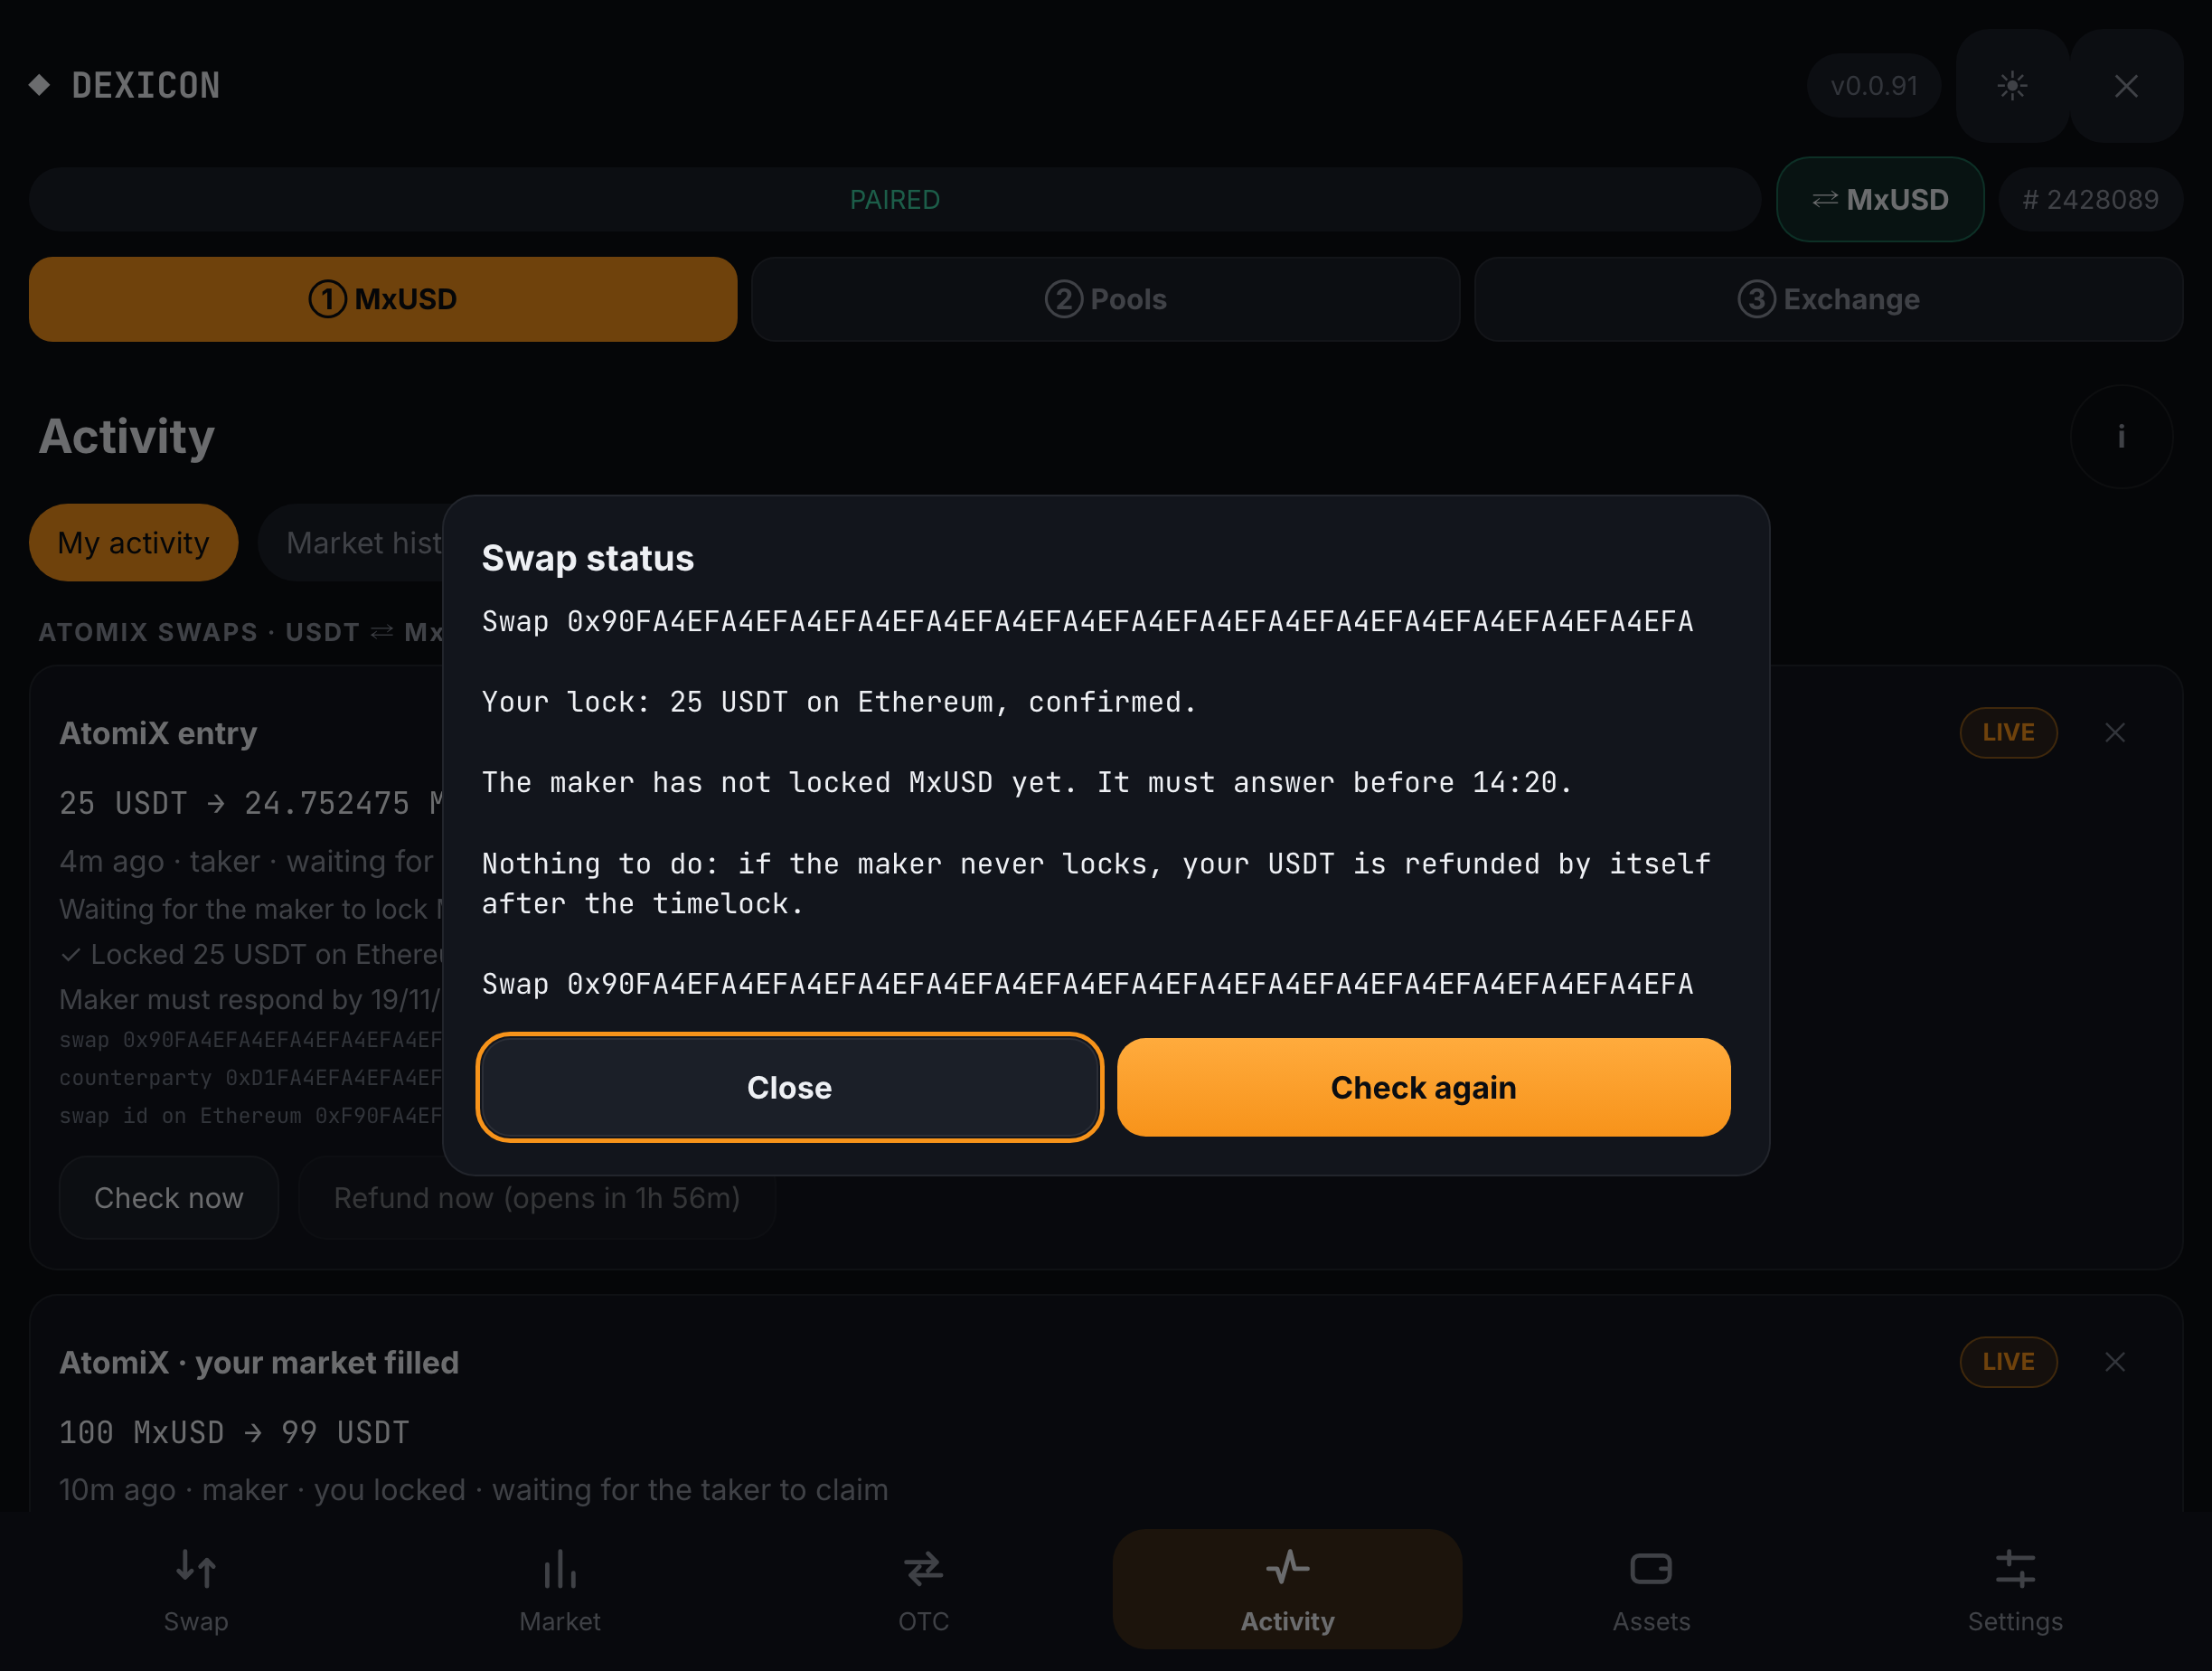 DEXICON
v0.0.91
PAIRED
⇄ MxUSD
# 2428089
① MxUSD
② Pools
③ Exchange
Activity
i
My activity
Market hist
ATOMIX SWAPS · USDT ⇄ Mx
AtomiX entry
LIVE
25 USDT → 24.752475 M
4m ago · taker · waiting for
Waiting for the maker to lock
✓ Locked 25 USDT on Ethereu
Maker must respond by 19/11/
swap 0x90FA4EFA4EFA4EFA4EFA4EF
counterparty 0xD1FA4EFA4EFA4EF
swap id on Ethereum 0xF90FA4EF
Check now
Refund now (opens in 1h 56m)
Swap status
Swap 0x90FA4EFA4EFA4EFA4EFA4EFA4EFA4EFA4EFA4EFA4EFA4EFA4EFA4EFA4EFA4EFA
Your lock: 25 USDT on Ethereum, confirmed.
The maker has not locked MxUSD yet. It must answer before 14:20.
Nothing to do: if the maker never locks, your USDT is refunded by itself
after the timelock.
Swap 0x90FA4EFA4EFA4EFA4EFA4EFA4EFA4EFA4EFA4EFA4EFA4EFA4EFA4EFA4EFA4EFA
Close
Check again
AtomiX · your market filled
LIVE
100 MxUSD → 99 USDT
10m ago · maker · you locked · waiting for the taker to claim
Swap
Market
OTC
Activity
Assets
Settings